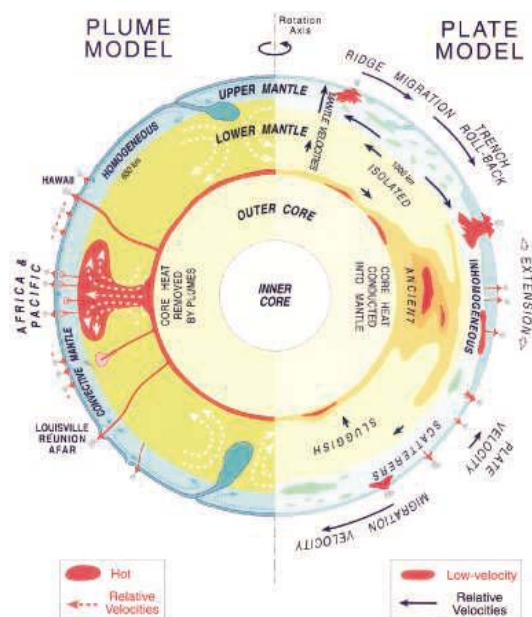 PLUME
MODEL
Rotation
Axis
PLATE
MODEL
RIDGE MIGRATION
TRENCH
ROLL-BACK
UPPER MANTLE
LOWER MANTLE
MANTLE VELOCITIES
HOMOGENEOUS
650 km
1000 km
ISOLATED
HAWAII
OUTER CORE
INNER
CORE
AFRICA &
PACIFIC
CORE HEAT
REMOVED
BY PLUMES
CORE HEAT
CONDUCTED
INTO MANTLE
ANCIENT
INHOMOGENEOUS
EXTENSION
CONVECTIVE MANTLE
LOUISVILLE
REUNION
AFAR
SLUGGISH
SCATTERERS
PLATE
VELOCITY
MIGRATION VELOCITY
Hot
Relative
Velocities
Low-velocity
Relative
Velocities